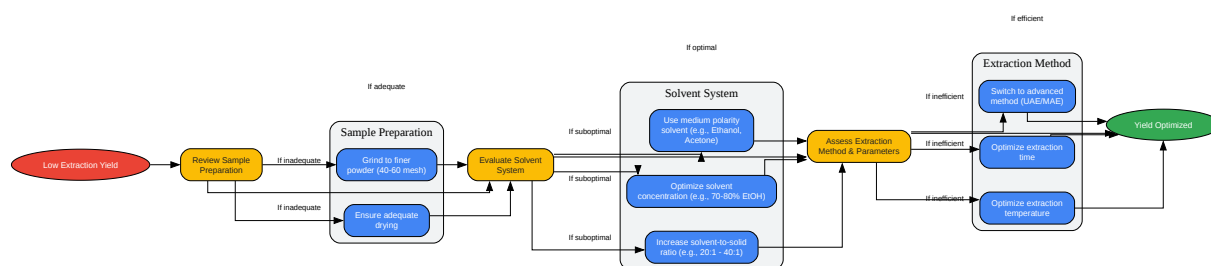 Low Extraction Yield
Review Sample
Preparation
If adequate
If inadequate
If inadequate
Sample Preparation
Grind to finer
powder (40-60 mesh)
Ensure adequate
drying
Evaluate Solvent
System
If optimal
If suboptimal
If suboptimal
If suboptimal
Solvent System
Use medium polarity
solvent (e.g., Ethanol,
Acetone)
Optimize solvent
concentration (e.g., 70-80% EtOH)
Increase solvent-to-solid
ratio (e.g., 20:1 - 40:1)
Assess Extraction
Method & Parameters
If efficient
If inefficient
If inefficient
If inefficient
Extraction Method
Switch to advanced
method (UAE/MAE)
Optimize extraction
time
Optimize extraction
temperature
Yield Optimized